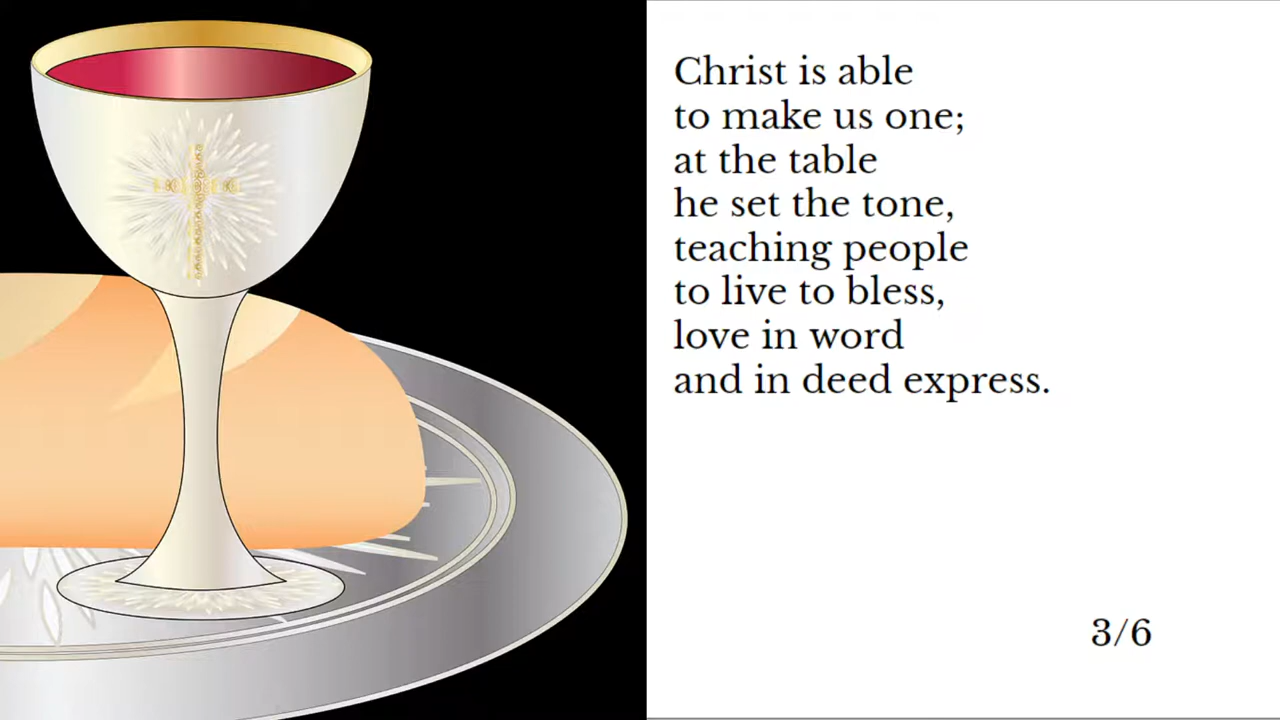 Christ is able
to make us one;
at the table
he set the tone,
teaching people
to live to bless,
love in word
and in deed express.
3/6